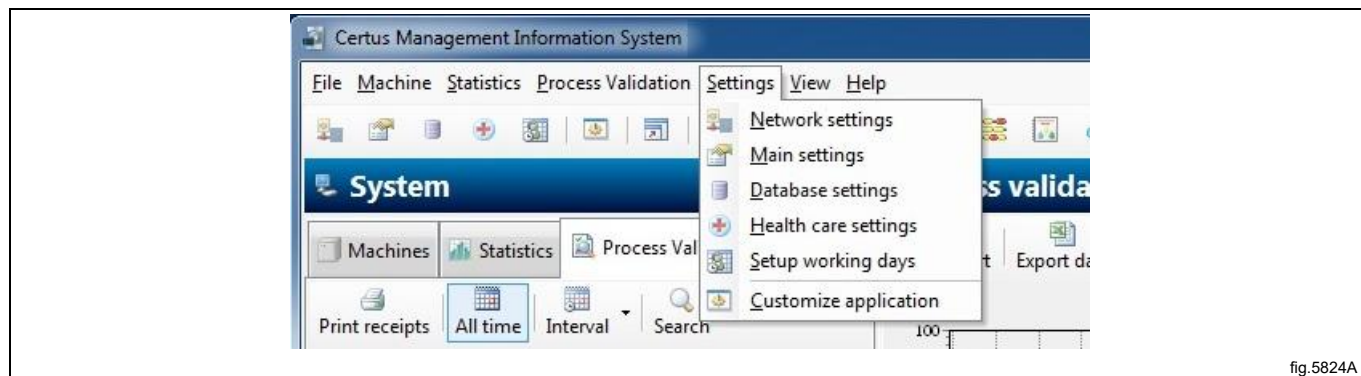 Certus Management Information System
File Machine Statistics Process Validation Settings View Help
Network settings
Main settings
Database settings
Health care settings
Setup working days
Customize application
System
Machines Statistics Process Val
Print receipts All time Interval Search
ss valida
t Export da
100
fig.5824A